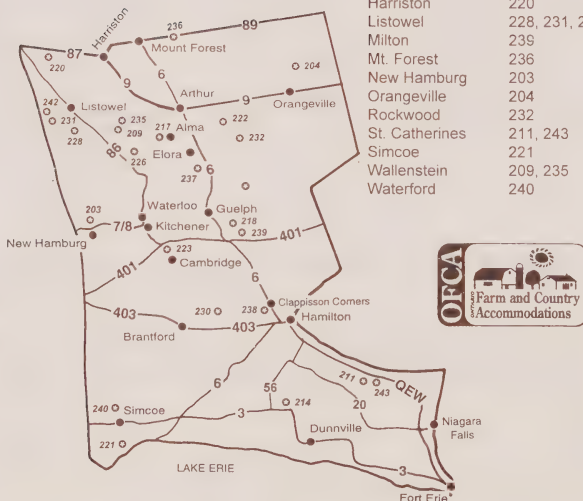 Harriston 220
Listowel 228, 231, 2
Milton 239
Mt. Forest 236
New Hamburg 203
Orangeville 204
Rockwood 232
St. Catherines 211, 243
Simcoe 221
Wallenstein 209, 235
Waterford 240
OFCA
ONTARIO
Farm and Country
Accommodations
236
89
Harriston
87
Mount Forest
220
6
204
9
Arthur
9
Orangeville
242
Listowel
235
222
231
209
217
Alma
228
232
86
226
Elora
237
6
203
Waterloo
Guelph
7/8
Kitchener
218
239
401
New Hamburg
223
401
Cambridge
6
Clappison Corners
403
230
238
Hamilton
Brantford
403
6
56
211
243
QEW
240
Simcoe
3
214
20
Niagara
Falls
221
Dunnville
3
LAKE ERIE
Fort Erie